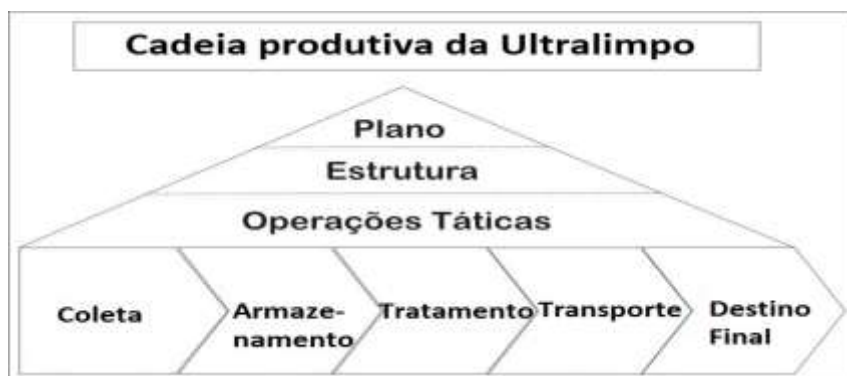 Cadeia produtiva da Ultralimpo
Plano
Estrutura
Operações Táticas
Coleta
Armaze-
namento
Tratamento
Transporte
Destino
Final